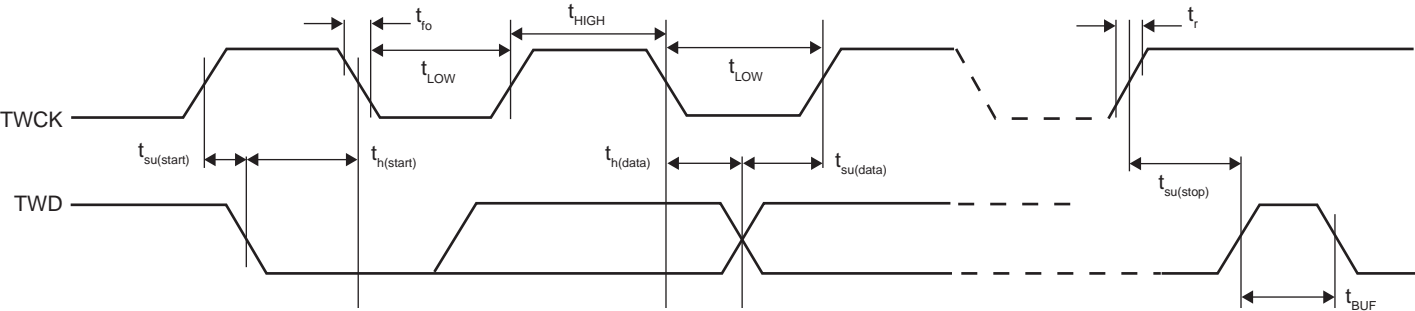 t_fo
t_HIGH
t_r
t_LOW
t_LOW
TWCK
t_su(start)
t_h(start)
t_h(data)
t_su(data)
t_su(stop)
TWD
t_BUF